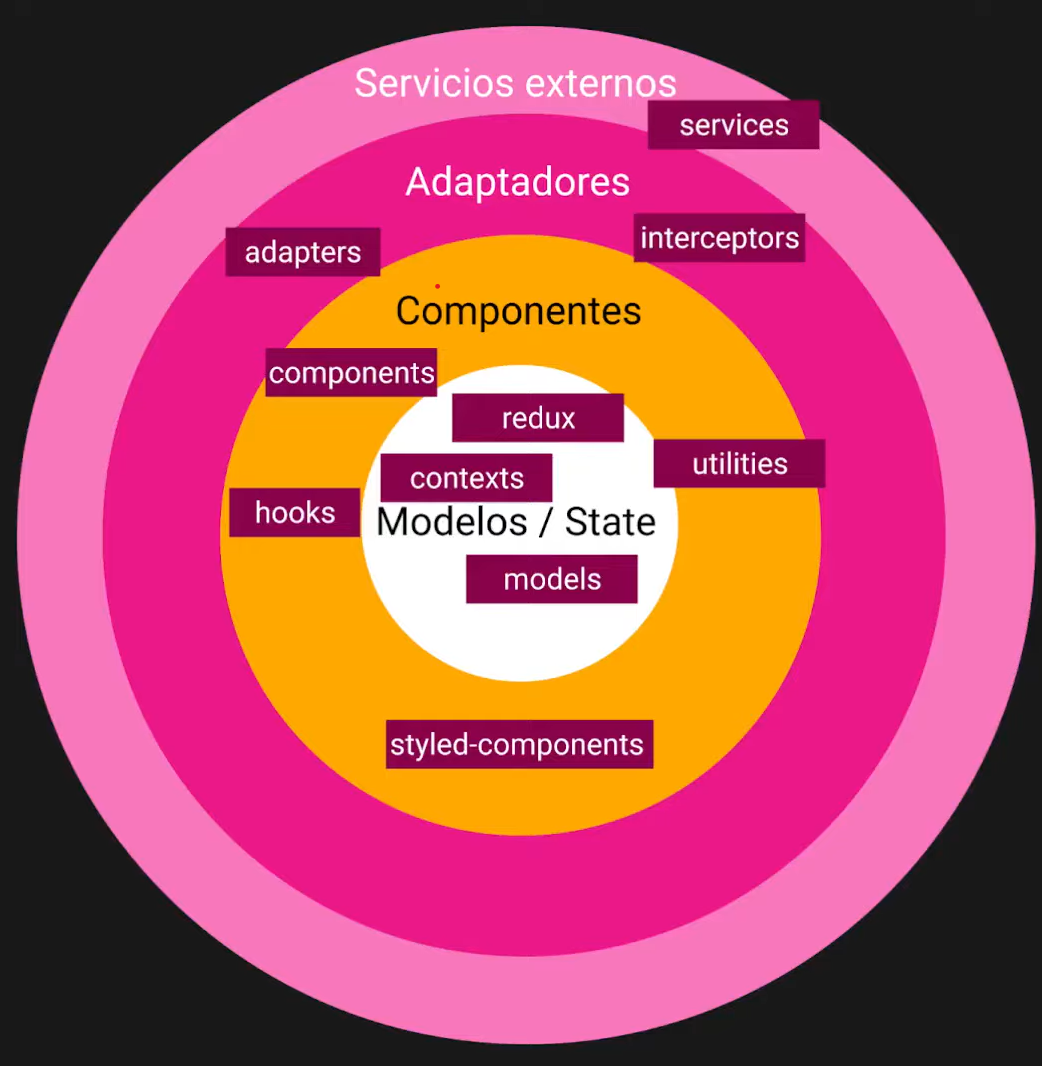 Servicios externos
services
Adaptadores
interceptors
adapters
Componentes
components
redux
utilities
contexts
hooks
Modelos / State
models
styled-components